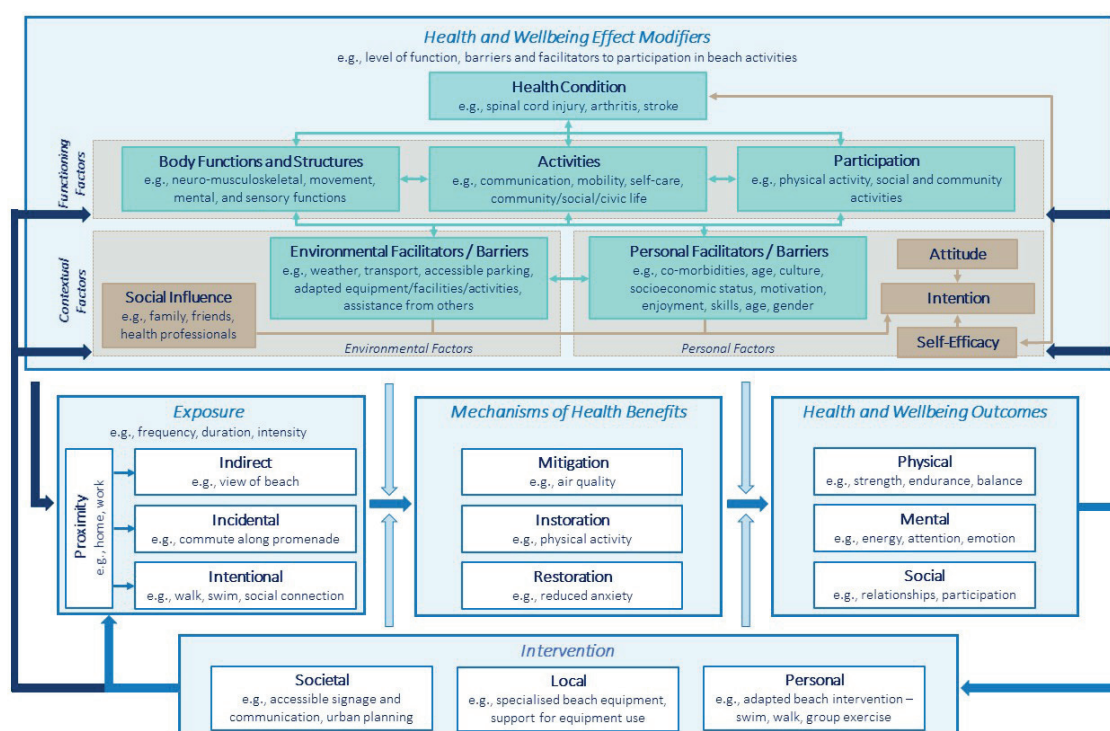 Health and Wellbeing Effect Modifiers
e.g., level of function, barriers and facilitators to participation in beach activities
Health Condition
e.g., spinal cord injury, arthritis, stroke
Functioning
Factors
Body Functions and Structures
e.g., neuro-musculoskeletal, movement,
mental, and sensory functions
Activities
e.g., communication, mobility, self-care,
community/social/civic life
Participation
e.g., physical activity, social and community
activities
Contextual
Factors
Social Influence
e.g., family, friends,
health professionals
Environmental Facilitators / Barriers
e.g., weather, transport, accessible parking,
adapted equipment/facilities/activities,
assistance from others
Personal Facilitators / Barriers
e.g., co-morbidities, age, culture,
socioeconomic status, motivation,
enjoyment, skills, age, gender
Attitude
Intention
Self-Efficacy
Environmental Factors
Personal Factors
Exposure
e.g., frequency, duration, intensity
Proximity
e.g., home, work
Indirect
e.g., view of beach
Incidental
e.g., commute along promenade
Intentional
e.g., walk, swim, social connection
Mechanisms of Health Benefits
Mitigation
e.g., air quality
Instoration
e.g., physical activity
Restoration
e.g., reduced anxiety
Health and Wellbeing Outcomes
Physical
e.g., strength, endurance, balance
Mental
e.g., energy, attention, emotion
Social
e.g., relationships, participation
Intervention
Societal
e.g., accessible signage and
communication, urban planning
Local
e.g., specialised beach equipment,
support for equipment use
Personal
e.g., adapted beach intervention –
swim, walk, group exercise